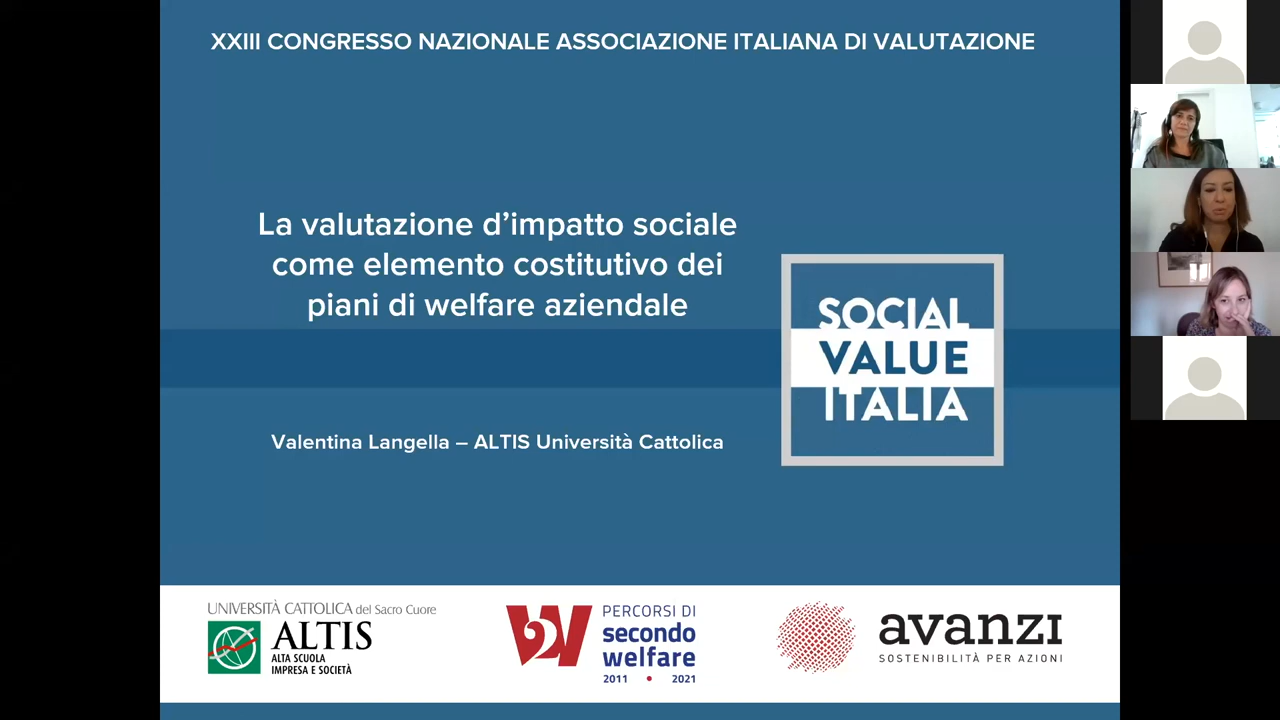 XXIII CONGRESSO NAZIONALE ASSOCIAZIONE ITALIANA DI VALUTAZIONE
La valutazione d'impatto sociale
come elemento costitutivo dei
piani di welfare aziendale
SOCIAL
VALUE
ITALIA
Valentina Langella – ALTIS Università Cattolica
UNIVERSITÀ CATTOLICA del Sacro Cuore
ALTIS
ALTA SCUOLA
IMPRESA E SOCIETÀ
W2
PERCORSI DI
secondo
welfare
2011 • 2021
avanzi
SOSTENIBILITÀ PER AZIONI